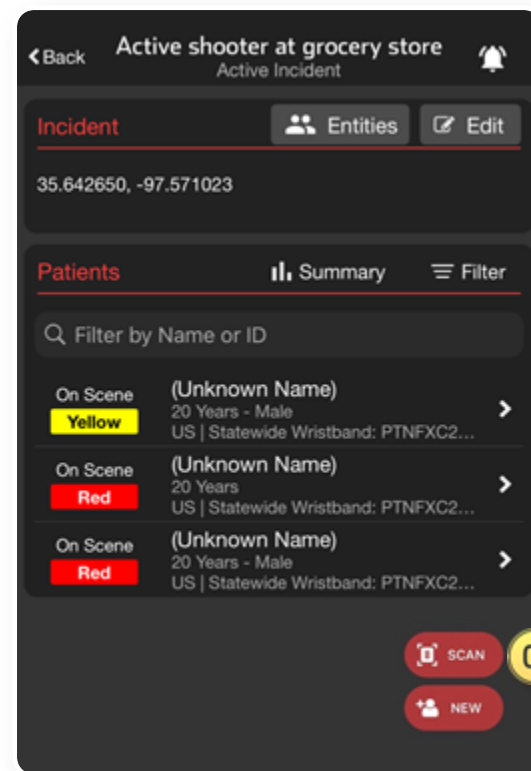 Back
Active shooter at grocery store
Active Incident
Incident
Entities
Edit
35.642650, -97.571023
Patients
Summary
Filter
Filter by Name or ID
On Scene
Yellow
(Unknown Name)
20 Years - Male
US | Statewide Wristband: PTNFXC2...
On Scene
Red
(Unknown Name)
20 Years
US | Statewide Wristband: PTNFXC2...
On Scene
Red
(Unknown Name)
20 Years - Male
US | Statewide Wristband: PTNFXC2...
SCAN
NEW